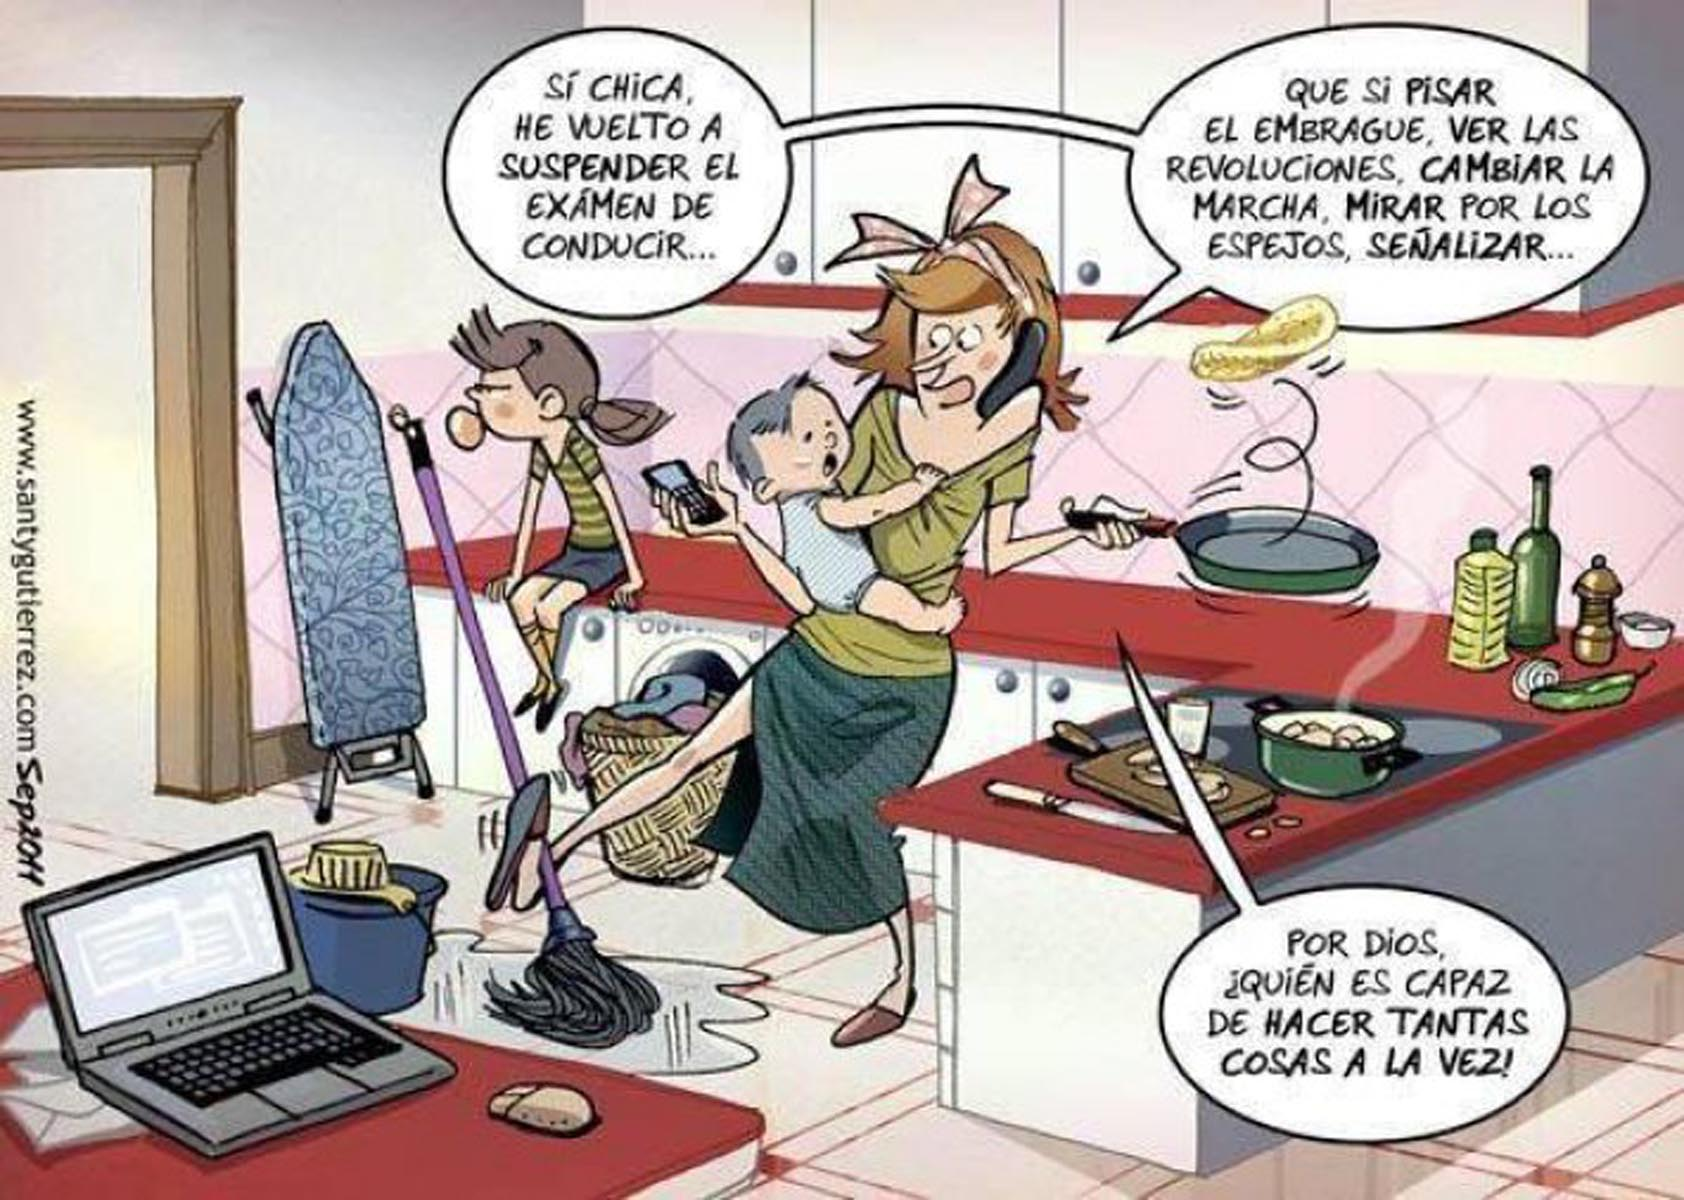 SÍ CHICA,
HE VUELTO A
SUSPENDER EL
EXÁMEN DE
CONDUCIR...
QUE SI PISAR
EL EMBRAGUE, VER LAS
REVOLUCIONES, CAMBIAR LA
MARCHA, MIRAR POR LOS
ESPEJOS, SEÑALIZAR...
POR DIOS,
¿QUIÉN ES CAPAZ
DE HACER TANTAS
COSAS A LA VEZ!
www.santygutierrez.com Sep2011